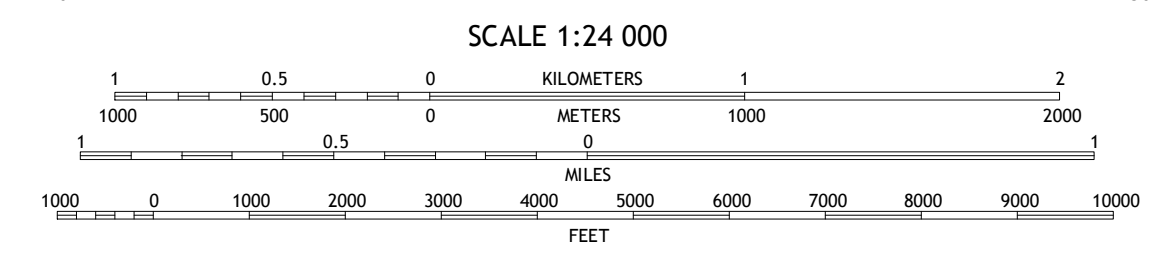 SCALE 1:24 000
1 0.5 0 KILOMETERS 1 2
1000 500 0 METERS 1000 2000
1 0.5 0 1
MILES
1000 0 1000 2000 3000 4000 5000 6000 7000 8000 9000 10000
FEET